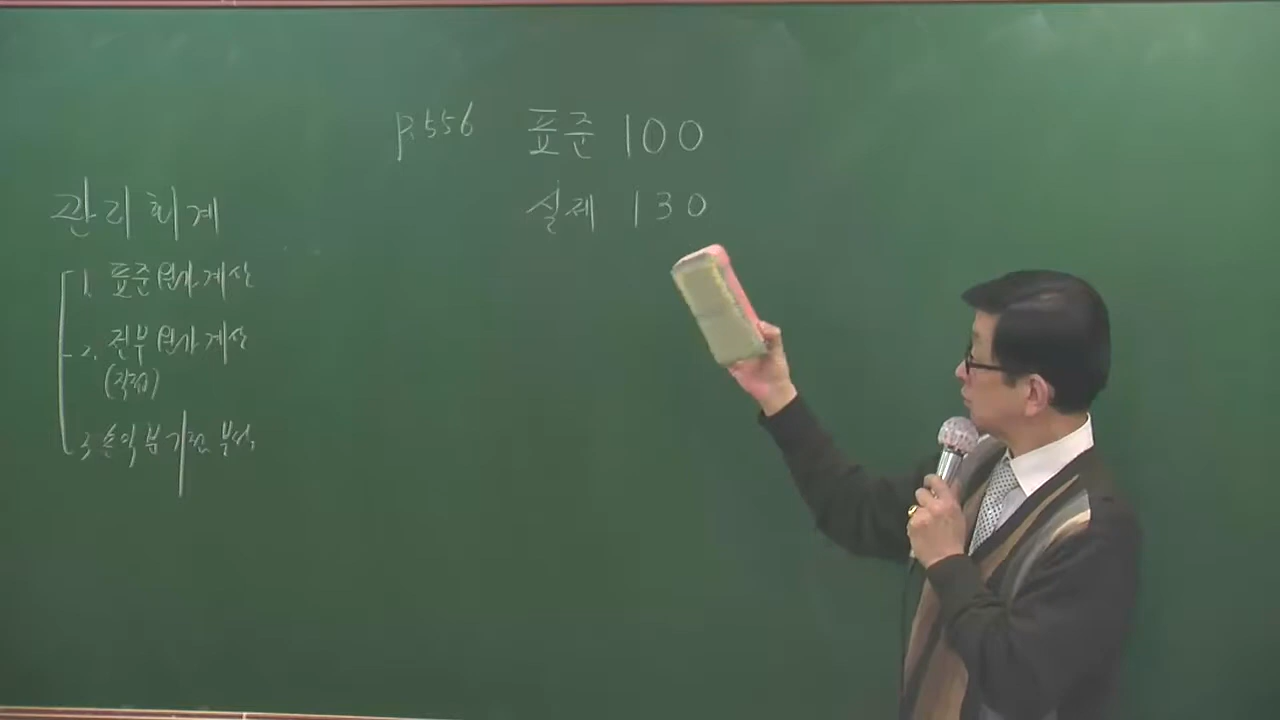 p.556 표준 100
실제 130
관리회계
1. 표준원가계산
2. 전부원가계산
(직접)
3. 손익분기점 분석